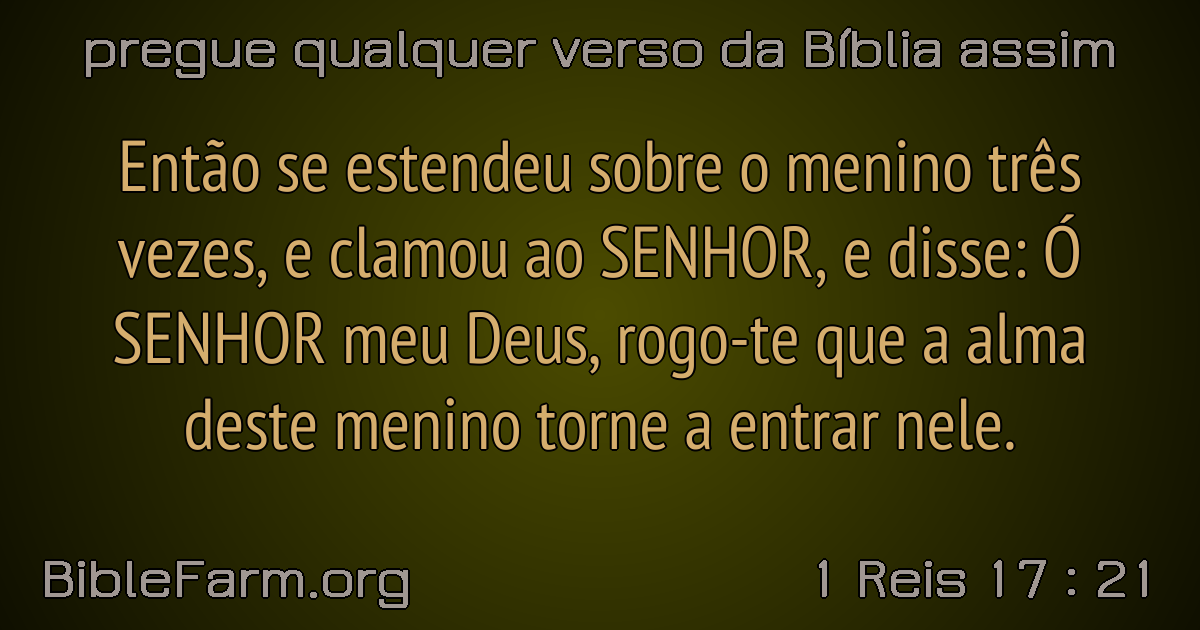 pregue qualquer verso da Bíblia assim
Então se estendeu sobre o menino três
vezes, e clamou ao SENHOR, e disse: Ó
SENHOR meu Deus, rogo-te que a alma
deste menino torne a entrar nele.
BibleFarm.org
1 Reis 17 : 21